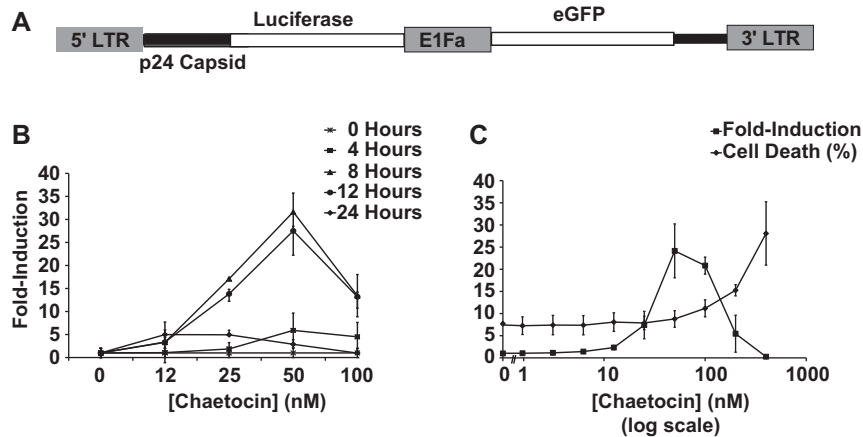 A
Luciferase
eGFP
5' LTR
E1Fa
3' LTR
p24 Capsid
B
0 Hours
4 Hours
8 Hours
12 Hours
24 Hours
Fold-Induction
40
35
30
25
20
15
10
5
0
0 12 25 50 100
[Chaetocin] (nM)
C
Fold-Induction
Cell Death (%)
40
35
30
25
20
15
10
5
0
0 1 10 100 1000
[Chaetocin] (nM)
(log scale)